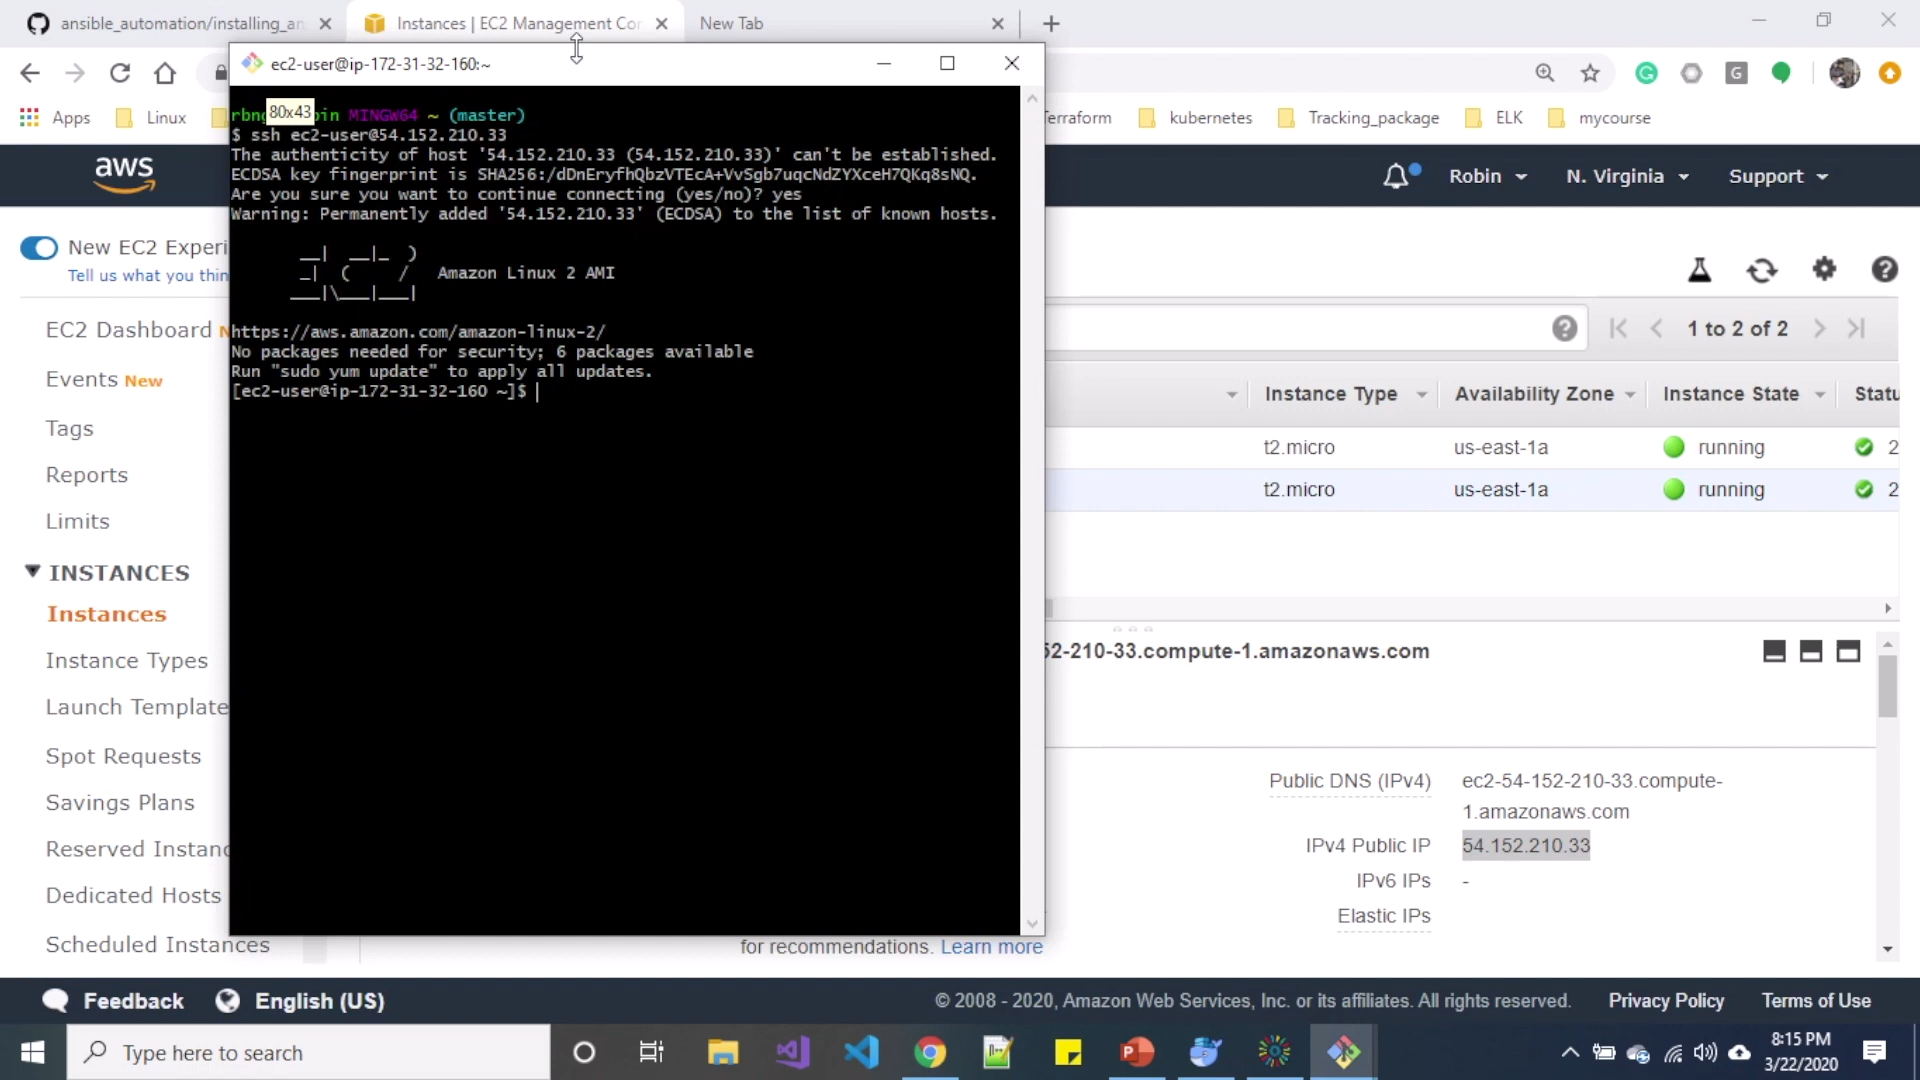 ansible_automation/installing_an
Instances | EC2 Management Con
New Tab
ec2-user@ip-172-31-32-160:~
Apps
Linux
Terraform
kubernetes
Tracking_package
ELK
mycourse
80x43
MINGW64 ~ (master)
$ ssh ec2-user@54.152.210.33
The authenticity of host '54.152.210.33 (54.152.210.33)' can't be established.
ECDSA key fingerprint is SHA256:/dDnEryfhQbzVTEcA+VvSgb7uqcNdZYXceH7QKq8sNQ.
Are you sure you want to continue connecting (yes/no)? yes
Warning: Permanently added '54.152.210.33' (ECDSA) to the list of known hosts.
__|  __|_  )
_|  (     /   Amazon Linux 2 AMI
___|\___|___|
https://aws.amazon.com/amazon-linux-2/
No packages needed for security; 6 packages available
Run "sudo yum update" to apply all updates.
[ec2-user@ip-172-31-32-160 ~]$
aws
Robin
N. Virginia
Support
New EC2 Experi
Tell us what you thin
EC2 Dashboard N
Events New
Tags
Reports
Limits
INSTANCES
Instances
Instance Types
Launch Template
Spot Requests
Savings Plans
Reserved Instanc
Dedicated Hosts
Scheduled Instances
1 to 2 of 2
Instance Type
Availability Zone
Instance State
Statu
t2.micro
us-east-1a
running
2
t2.micro
us-east-1a
running
2
52-210-33.compute-1.amazonaws.com
Public DNS (IPv4)
ec2-54-152-210-33.compute-
1.amazonaws.com
IPv4 Public IP
54.152.210.33
IPv6 IPs
-
Elastic IPs
for recommendations. Learn more
Feedback
English (US)
© 2008 - 2020, Amazon Web Services, Inc. or its affiliates. All rights reserved.
Privacy Policy
Terms of Use
Type here to search
8:15 PM
3/22/2020